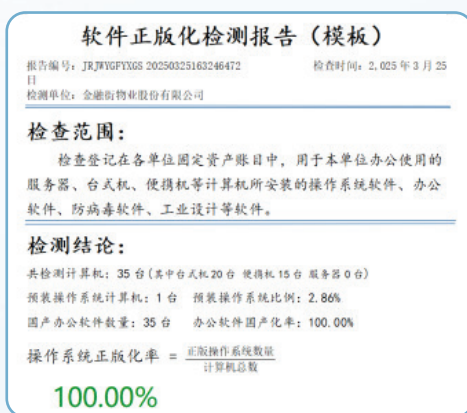 软件正版化检测报告（模板）
报告编号：JRJWYGFYXGS 20250325163246472 检查时间：2,025 年 3 月 25
日
检测单位：金融街物业股份有限公司
检查范围：
检查登记在各单位固定资产账目中，用于本单位办公使用的
服务器、台式机、便携机等计算机所安装的操作系统软件、办公
软件、防病毒软件、工业设计等软件。
检测结论：
共检测计算机：35 台(其中台式机20台 便携机 15 台 服务器 0 台)
预装操作系统计算机：1 台 预装操作系统比例：2.86%
国产办公软件数量：35 台 办公软件国产化率：100.00%
操作系统正版化率 = 正版操作系统数量
计算机总数
100.00%